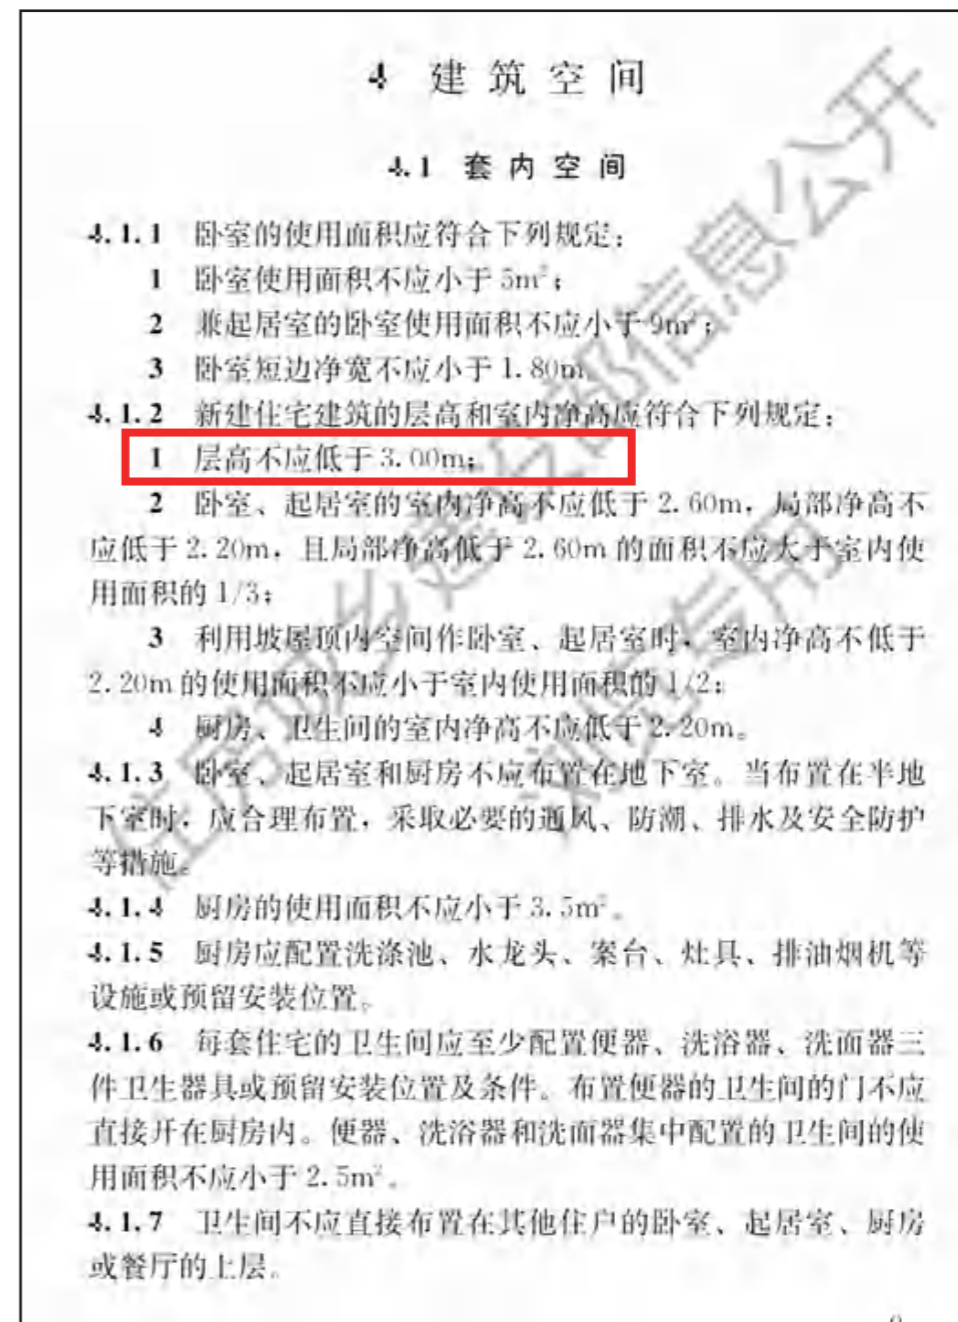 4 建筑空间
4.1 套内空间
4.1.1 卧室的使用面积应符合下列规定：
1 卧室使用面积不应小于5m²；
2 兼起居室的卧室使用面积不应小于9m²；
3 卧室短边净宽不应小于1.80m。
4.1.2 新建住宅建筑的层高和室内净高应符合下列规定：
1 层高不应低于3.00m；
2 卧室、起居室的室内净高不应低于2.60m，局部净高不
应低于2.20m，且局部净高低于2.60m的面积不应大于室内使
用面积的1/3；
3 利用坡屋顶内空间作卧室、起居室时，室内净高不低于
2.20m的使用面积不应小于室内使用面积的1/2；
4 厨房、卫生间的室内净高不应低于2.20m。
4.1.3 卧室、起居室和厨房不应布置在地下室。当布置在半地
下室时，应合理布置，采取必要的通风、防潮、排水及安全防护
等措施。
4.1.4 厨房的使用面积不应小于3.5m²。
4.1.5 厨房应配置洗涤池、水龙头、案台、灶具、排油烟机等
设施或预留安装位置。
4.1.6 每套住宅的卫生间应至少配置便器、洗浴器、洗面器三
件卫生器具或预留安装位置及条件。布置便器的卫生间的门不应
直接开在厨房内。便器、洗浴器和洗面器集中配置的卫生间的使
用面积不应小于2.5m²。
4.1.7 卫生间不应直接布置在其他住户的卧室、起居室、厨房
或餐厅的上层。
住房城乡建设部信息公开
浏览专用